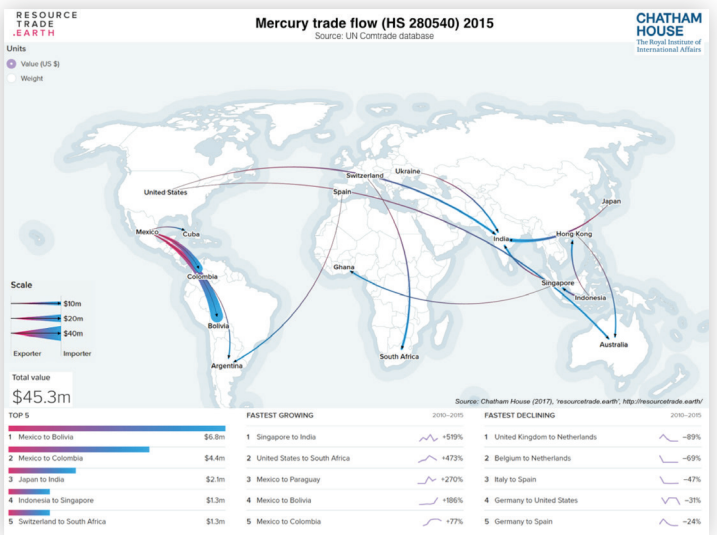 RESOURCE
TRADE
.EARTH
Mercury trade flow (HS 280540) 2015
Source: UN Comtrade database
CHATHAM
HOUSE
The Royal Institute of
International Affairs
Units
Value (US $)
Weight
United States
Switzerland
Ukraine
Spain
Japan
Mexico
Cuba
India
Hong Kong
Colombia
Ghana
Singapore
Indonesia
Bolivia
Australia
South Africa
Argentina
Scale
$10m
$20m
$40m
Exporter Importer
Total value
$45.3m
Source: Chatham House (2017), 'resourcetrade.earth', http://resourcetrade.earth/
TOP 5
1 Mexico to Bolivia $6.8m
2 Mexico to Colombia $4.4m
3 Japan to India $2.1m
4 Indonesia to Singapore $1.3m
5 Switzerland to South Africa $1.3m
FASTEST GROWING 2010–2015
1 Singapore to India +519%
2 United States to South Africa +473%
3 Mexico to Paraguay +270%
4 Mexico to Bolivia +186%
5 Mexico to Colombia +77%
FASTEST DECLINING 2010–2015
1 United Kingdom to Netherlands −89%
2 Belgium to Netherlands −69%
3 Italy to Spain −47%
4 Germany to United States −31%
5 Germany to Spain −24%